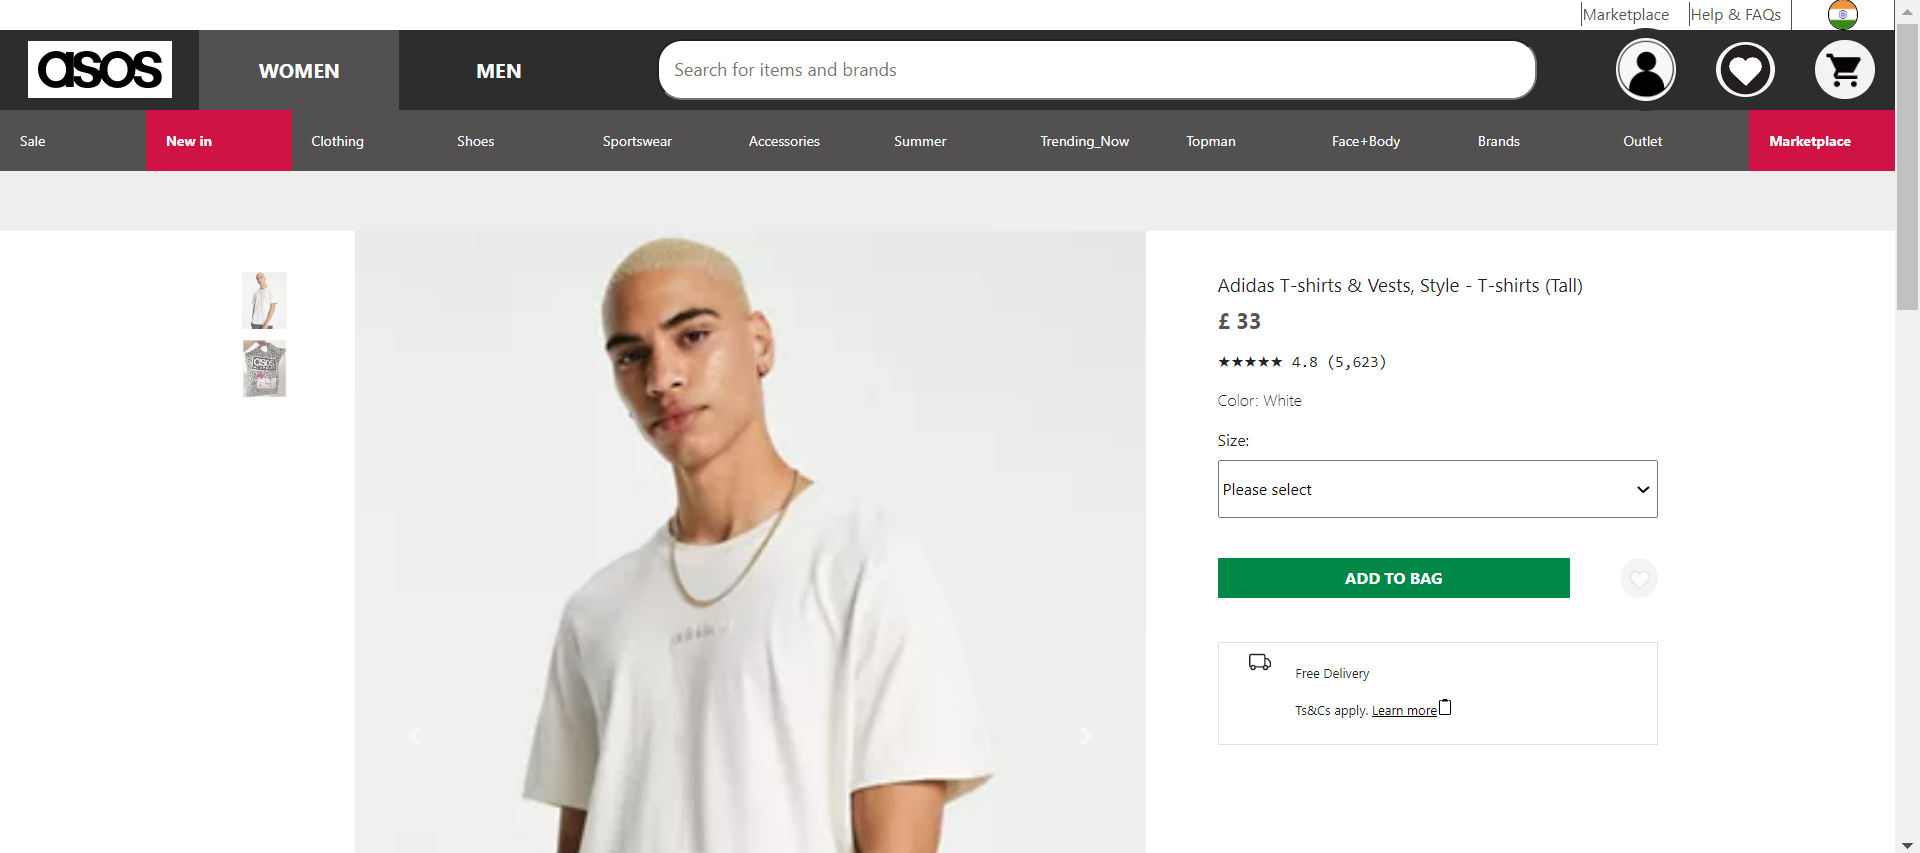 Marketplace Help & FAQs
asos WOMEN MEN Search for items and brands
Sale New in Clothing Shoes Sportswear Accessories Summer Trending_Now Topman Face+Body Brands Outlet Marketplace
Adidas T-shirts & Vests, Style - T-shirts (Tall)
£ 33
★★★★★ 4.8 (5,623)
Color: White
Size:
Please select
ADD TO BAG
Free Delivery
Ts&Cs apply. Learn more
asos